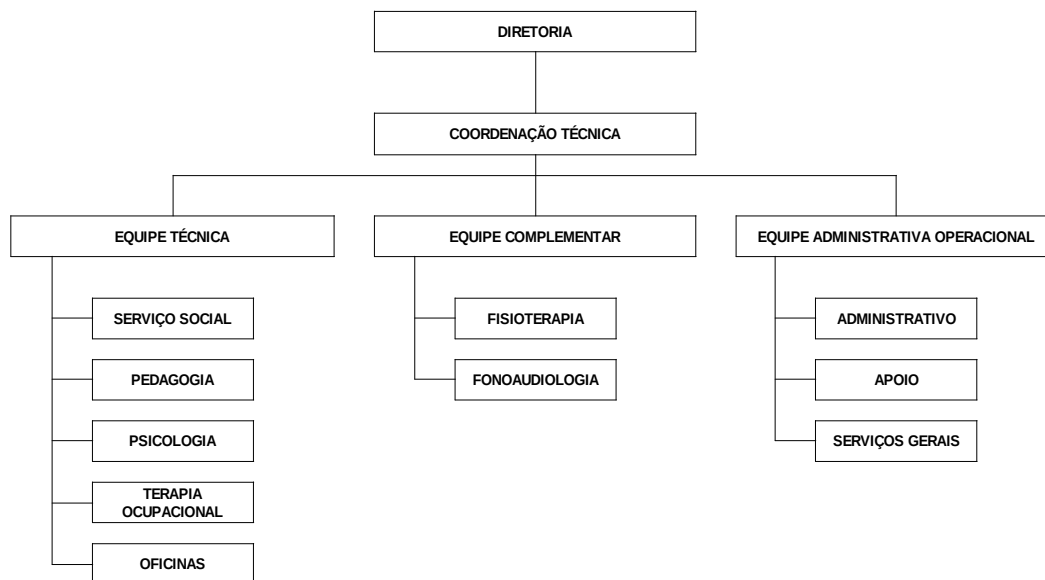 DIRETORIA
COORDENAÇÃO TÉCNICA
EQUIPE TÉCNICA
EQUIPE COMPLEMENTAR
EQUIPE ADMINISTRATIVA OPERACIONAL
SERVIÇO SOCIAL
PEDAGOGIA
PSICOLOGIA
TERAPIA
OCUPACIONAL
OFICINAS
FISIOTERAPIA
FONOAUDIOLOGIA
ADMINISTRATIVO
APOIO
SERVIÇOS GERAIS